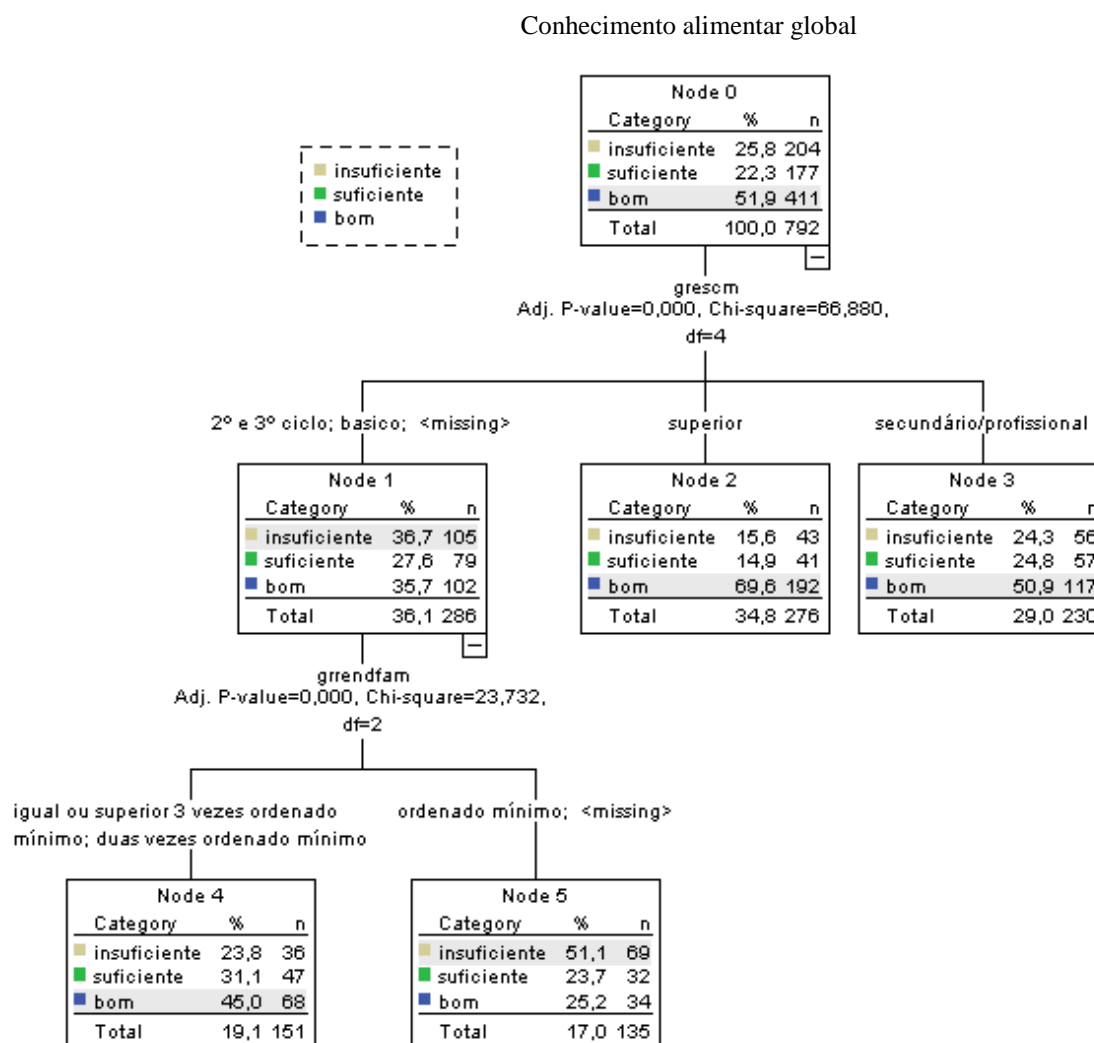 Conhecimento alimentar global
Node 0
Category % n
insuficiente 25,8 204
suficiente 22,3 177
bom 51,9 411
Total 100,0 792
insuficiente
suficiente
bom
grescm
Adj. P-value=0,000, Chi-square=66,880,
df=4
2º e 3º ciclo; basico; <missing>
superior
secundário/profissional
Node 1
Category % n
insuficiente 36,7 105
suficiente 27,6 79
bom 35,7 102
Total 36,1 286
Node 2
Category % n
insuficiente 15,6 43
suficiente 14,9 41
bom 69,6 192
Total 34,8 276
Node 3
Category % n
insuficiente 24,3 56
suficiente 24,8 57
bom 50,9 117
Total 29,0 230
grrendfam
Adj. P-value=0,000, Chi-square=23,732,
df=2
igual ou superior 3 vezes ordenado
mínimo; duas vezes ordenado mínimo
ordenado mínimo; <missing>
Node 4
Category % n
insuficiente 23,8 36
suficiente 31,1 47
bom 45,0 68
Total 19,1 151
Node 5
Category % n
insuficiente 51,1 69
suficiente 23,7 32
bom 25,2 34
Total 17,0 135